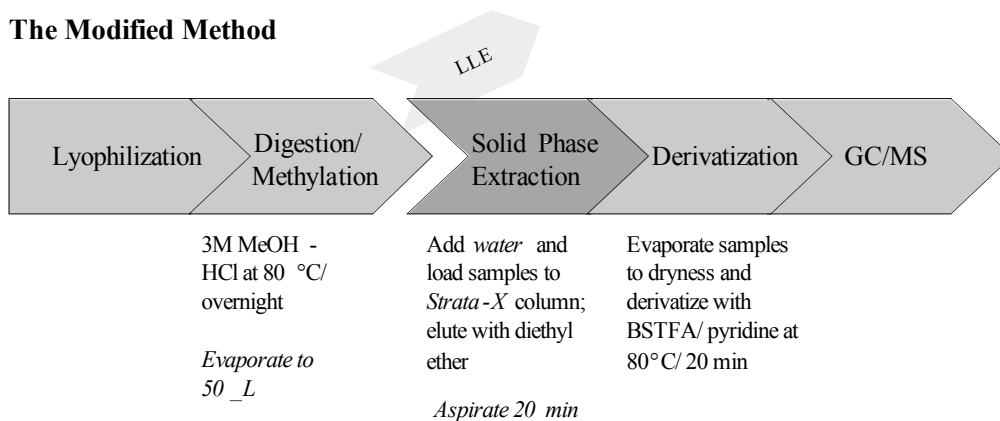 The Modified Method
LLE
Lyophilization
Digestion/
Methylation
Solid Phase
Extraction
Derivatization
GC/MS
3M MeOH -
HCl at 80 °C/
overnight
Evaporate to
50 _L
Add water and
load samples to
Strata-X column;
elute with diethyl
ether
Aspirate 20 min
Evaporate samples
to dryness and
derivatize with
BSTFA/ pyridine at
80°C/ 20 min